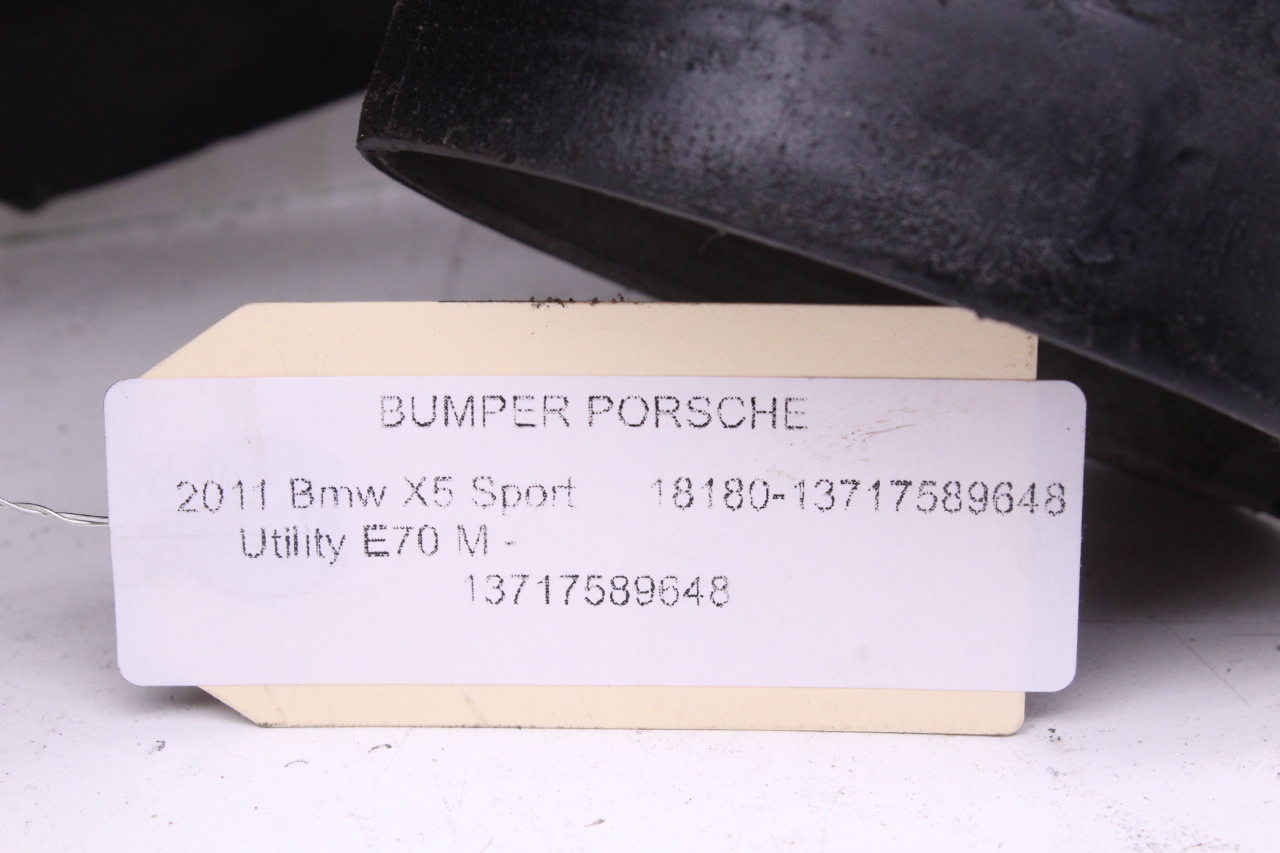 BUMPER PORSCHE
2011 Bmw X5 Sport 18180-13717589648
Utility E70 M -
13717589648